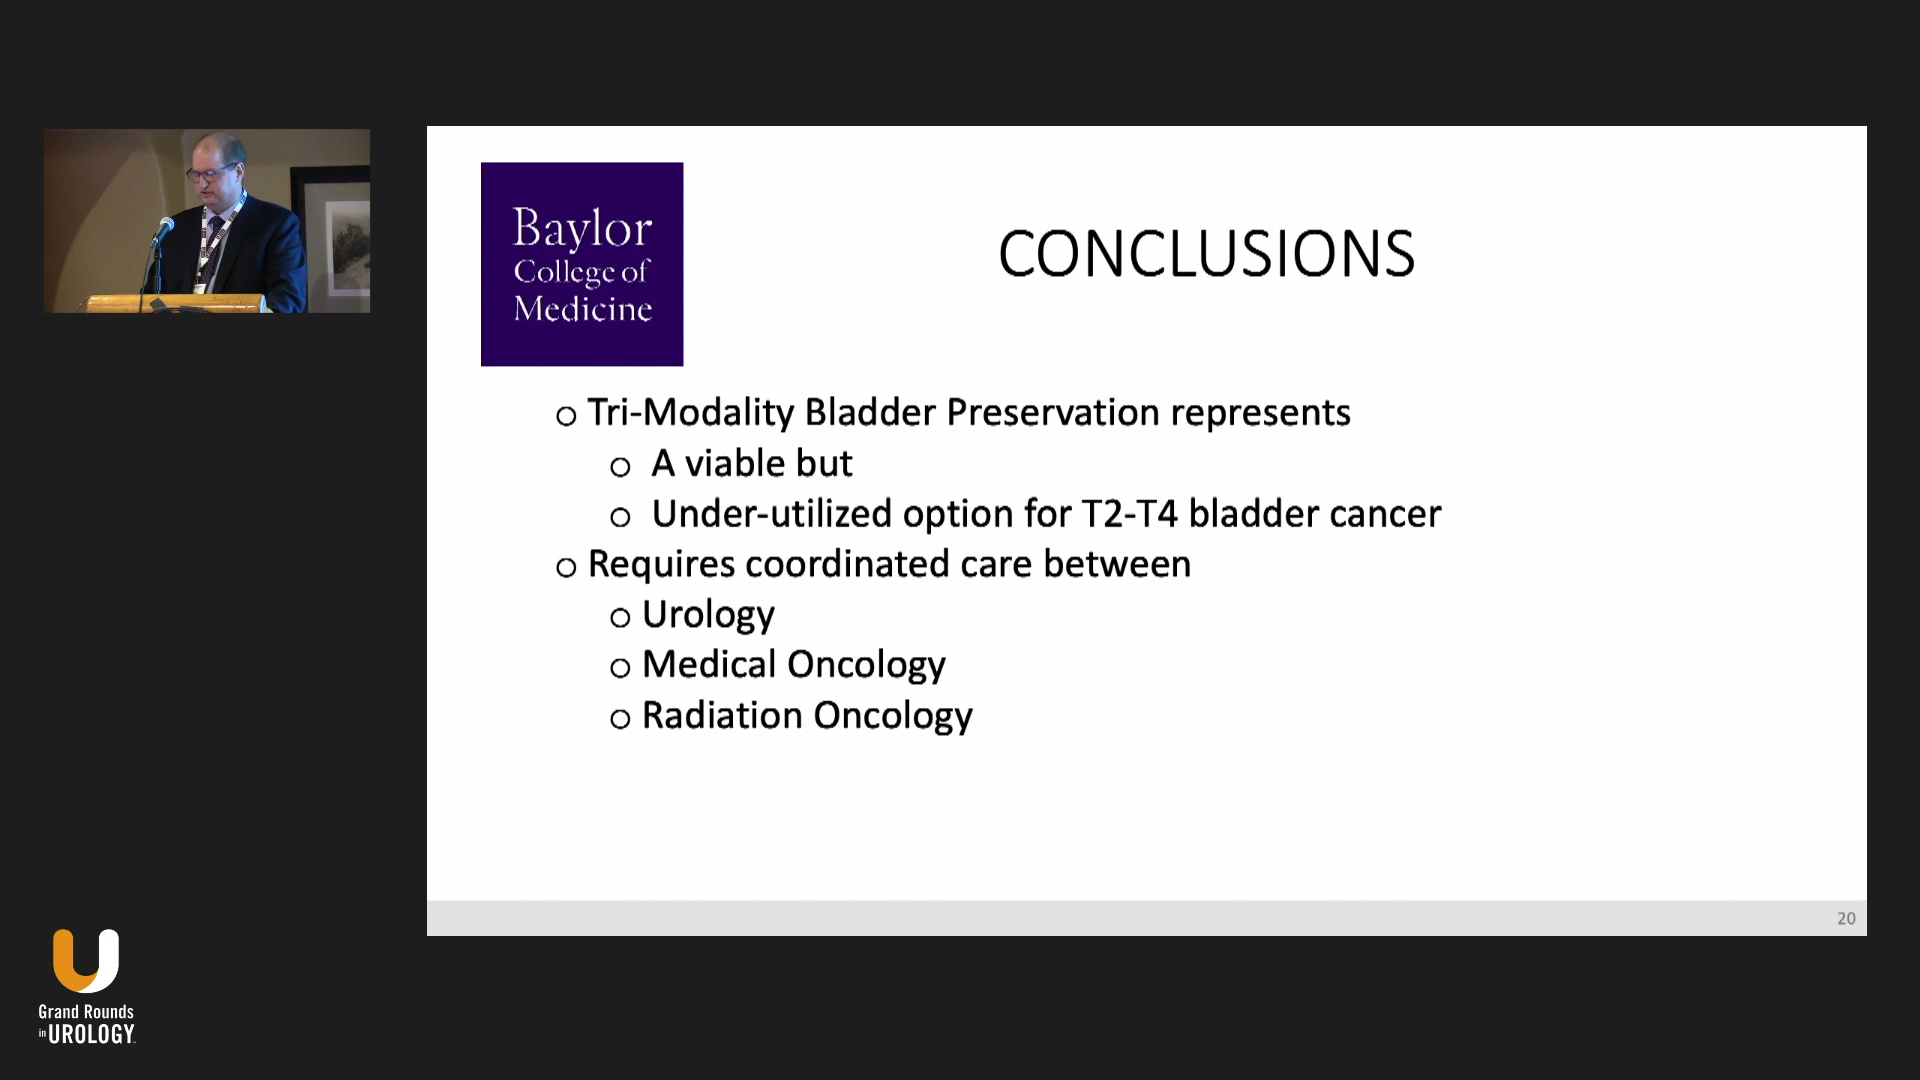 Baylor
College of
Medicine
CONCLUSIONS
o Tri-Modality Bladder Preservation represents
o A viable but
o Under-utilized option for T2-T4 bladder cancer
o Requires coordinated care between
o Urology
o Medical Oncology
o Radiation Oncology
20
Grand Rounds
in UROLOGY